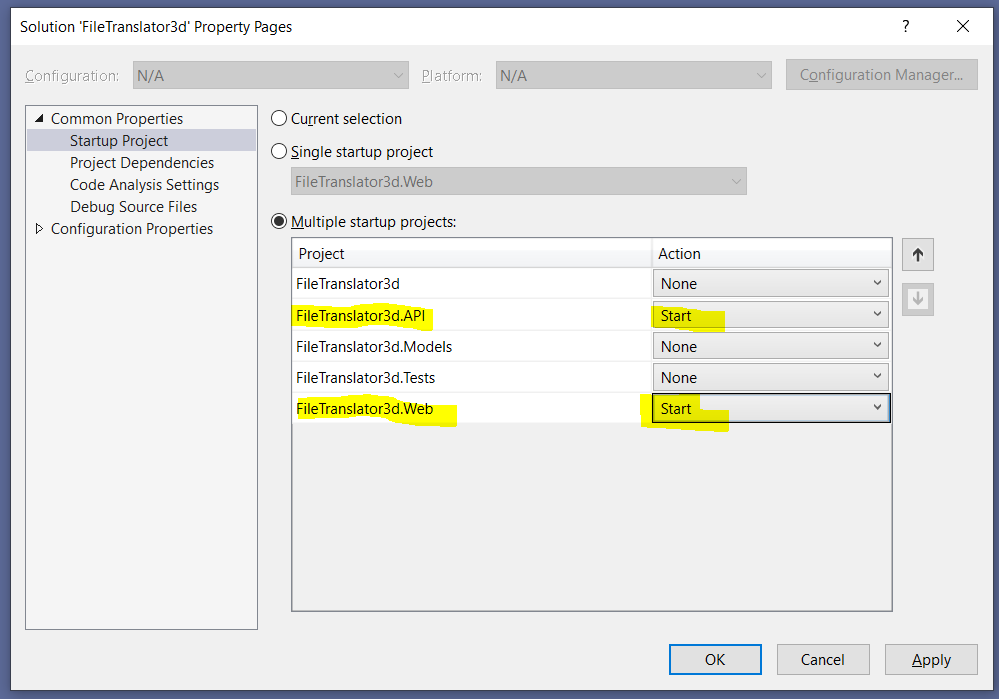 Solution 'FileTranslator3d' Property Pages
?
Configuration: N/A Platform: N/A Configuration Manager...
Common Properties
Startup Project
Project Dependencies
Code Analysis Settings
Debug Source Files
Configuration Properties
Current selection
Single startup project
FileTranslator3d.Web
Multiple startup projects:
Project Action
FileTranslator3d None
FileTranslator3d.API Start
FileTranslator3d.Models None
FileTranslator3d.Tests None
FileTranslator3d.Web Start
OK Cancel Apply